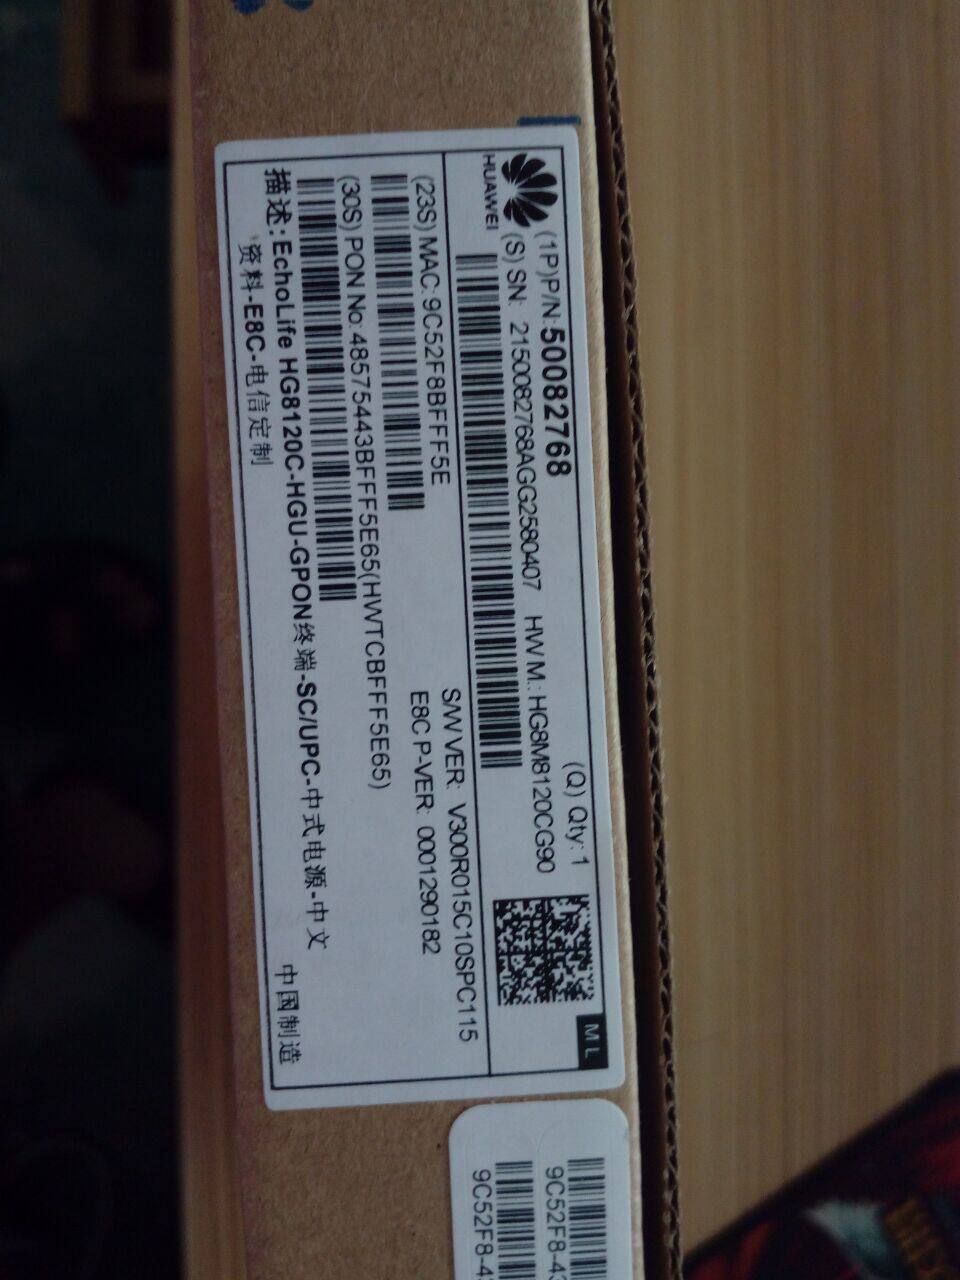 HUAWEI
(1P)P/N:50082768
(Q) Qty: 1
(S) SN: 2150082768AGG2580407 HW M.: HG8M8120CG90
ML
(23S) MAC: 9C52F8BFFF5E
S/W VER: V300R015C10SPC115
E8C P-VER: 0001290182
(30S) PON No: 48575443BFFF5E65(HWTCBFFF5E65)
描述: EchoLife HG8120C-HGU-GPON终端-SC/UPC-中式电源-中文
资料-E8C-电信定制
中国制造
9C52F8-43
9C52F8-43